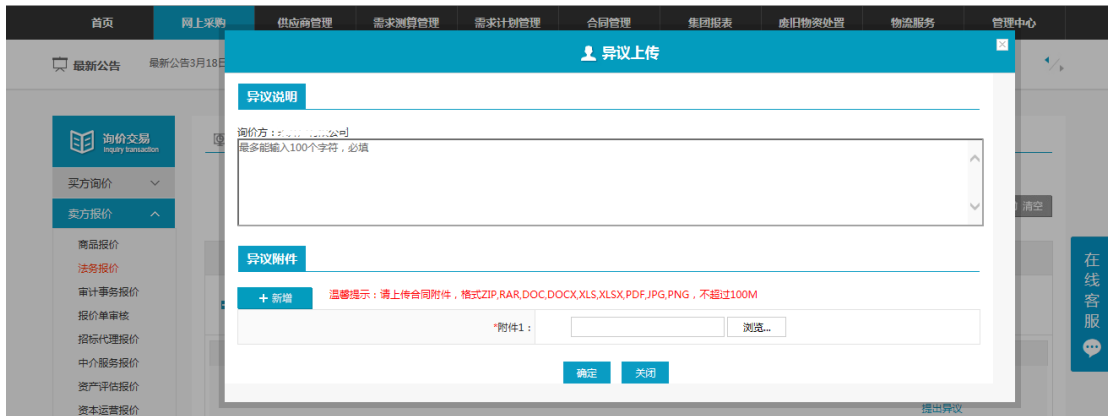 首页 网上采购 供应商管理 需求测算管理 需求计划管理 合同管理 集团报表 废旧物资处置 物流服务 管理中心
异议上传
最新公告 最新公告3月18日
异议说明
询价方：
公司
最多能输入100个字符，必填
询价交易
Inquiry transaction
买方询价
卖方报价
清空
商品报价
法务报价
审计事务报价
报价单审核
招标代理报价
中介服务报价
资产评估报价
资本运营报价
异议附件
+ 新增 温馨提示：请上传合同附件，格式ZIP,RAR,DOC,DOCX,XLS,XLSX,PDF,JPG,PNG，不超过100M
*附件1： 浏览...
确定 关闭
提出异议
在线客服